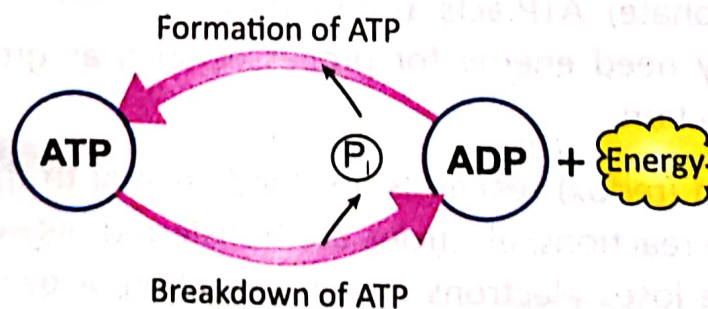 Formation of ATP
ATP
Pi
ADP + Energy
Breakdown of ATP